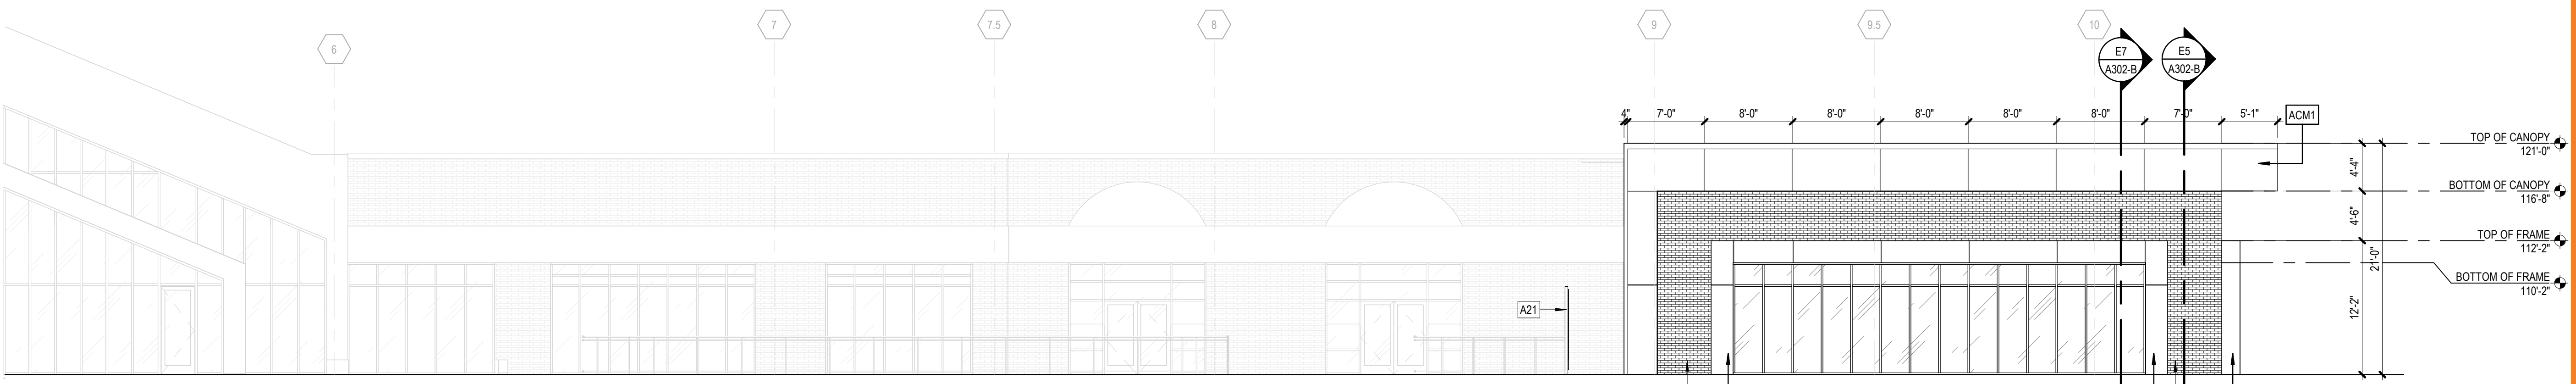 6
7
7.5
8
9
9.5
10
E7
A302-B
E5
A302-B
4"
7'-0"
8'-0"
8'-0"
8'-0"
8'-0"
8'-0"
7'-0"
5'-1"
ACM1
TOP OF CANOPY
121'-0"
4'-4"
BOTTOM OF CANOPY
116'-8"
4'-6"
TOP OF FRAME
112'-2"
21'-0"
BOTTOM OF FRAME
110'-2"
12'-2"
A21